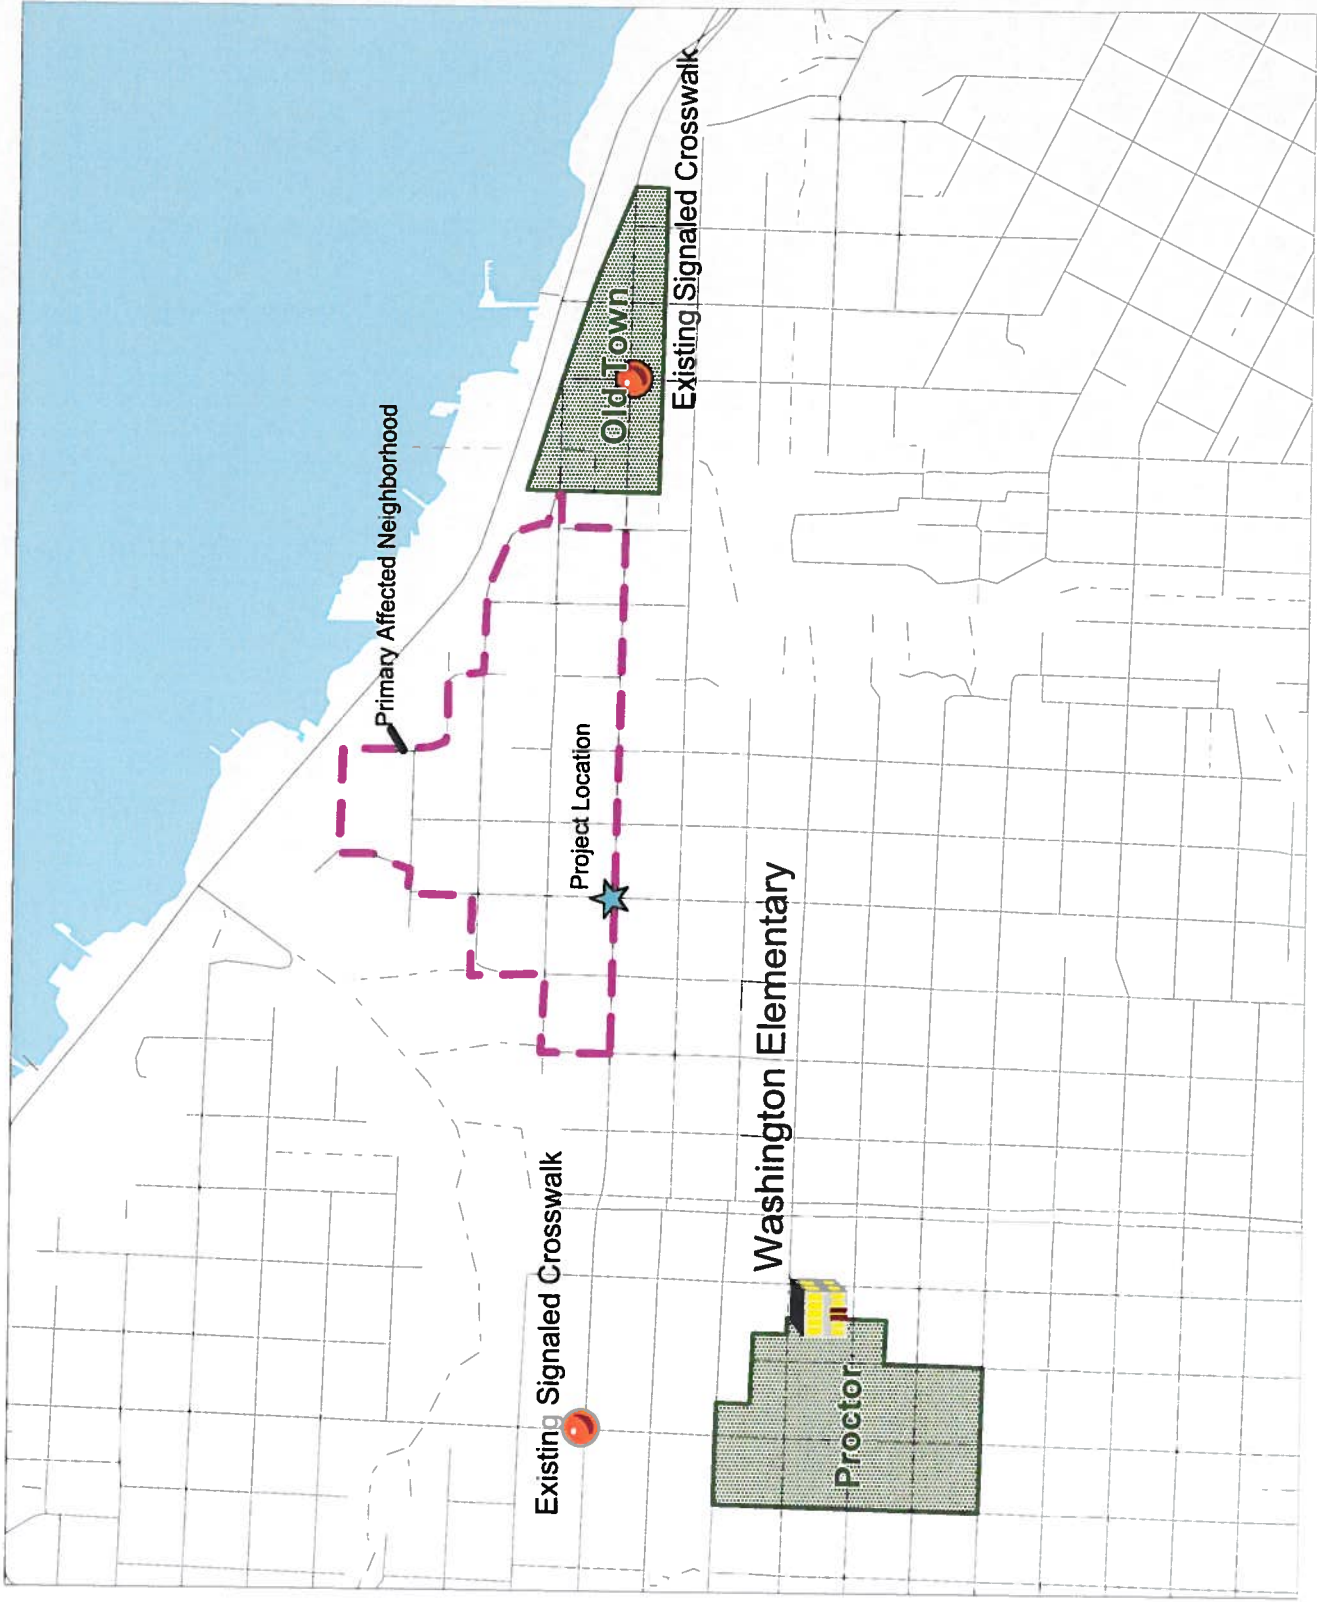 Primary Affected Neighborhood
Existing Signaled Crosswalk
Project Location
Old Town
Existing Signaled Crosswalk
Washington Elementary
Proctor